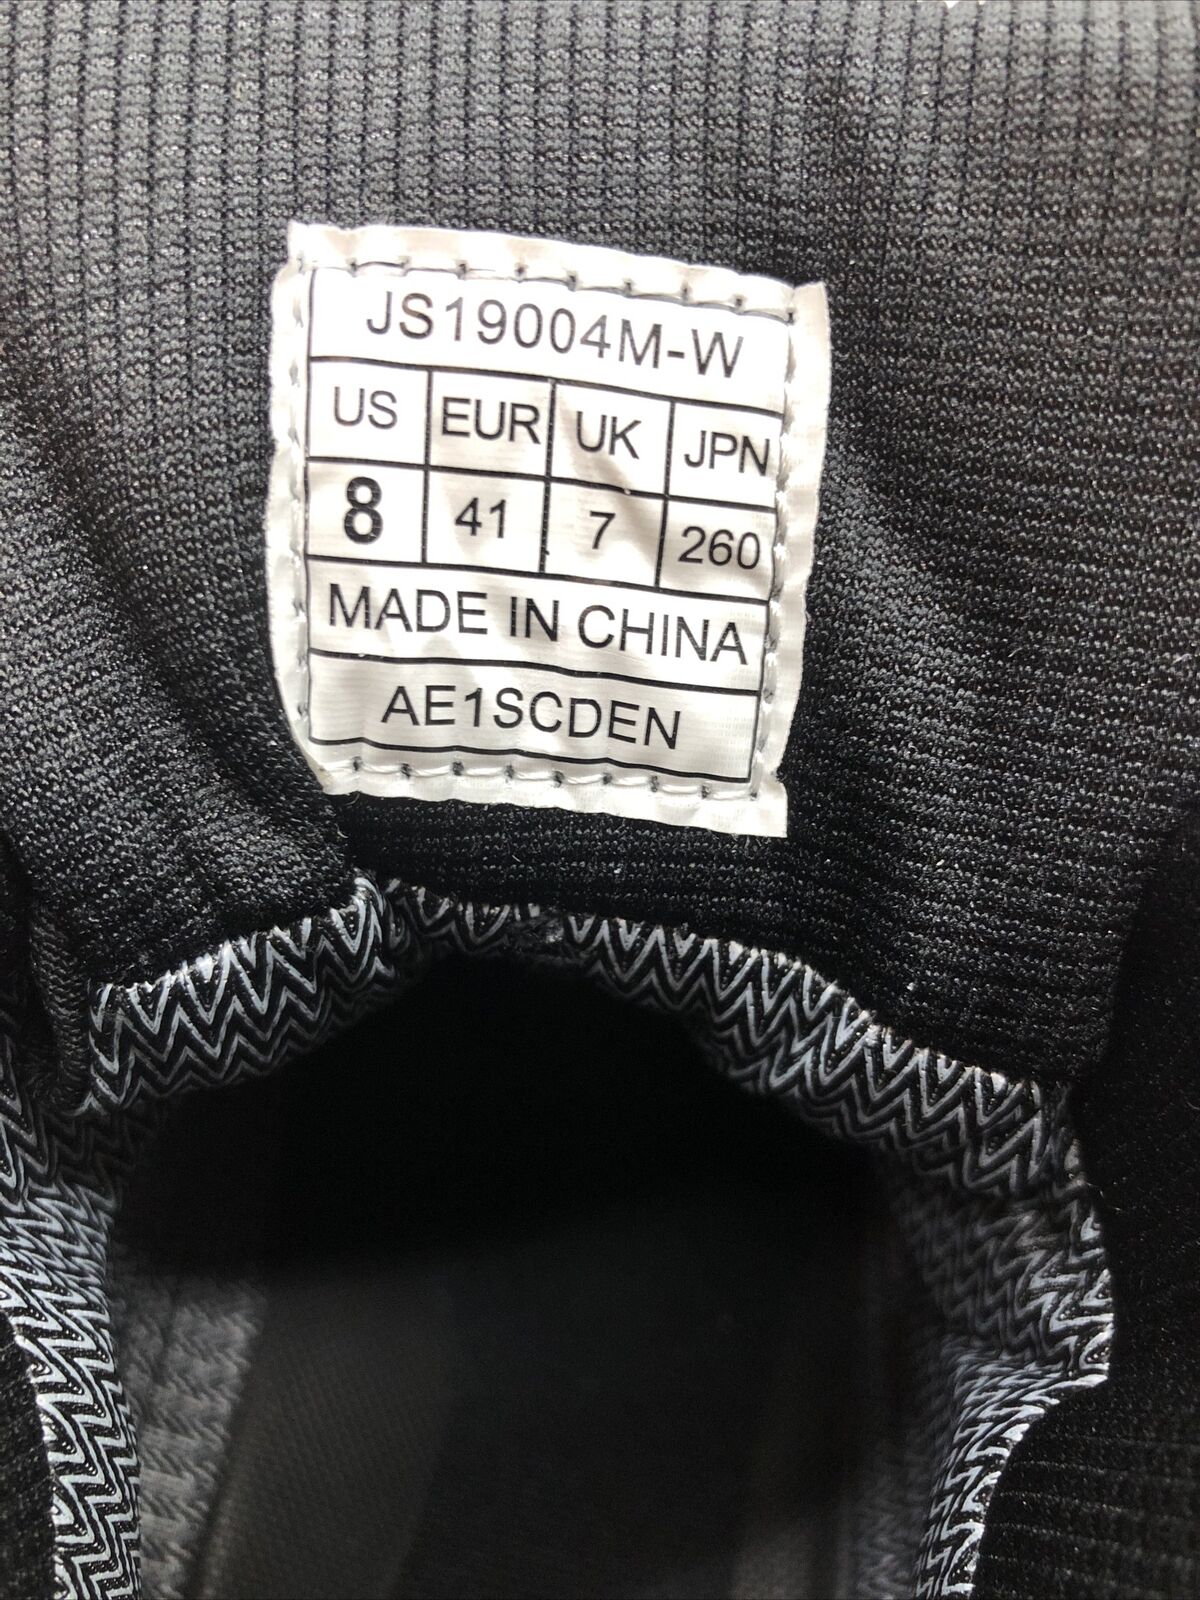 JS19004M-W
US EUR UK JPN
8 41 7 260
MADE IN CHINA
AE1SCDEN